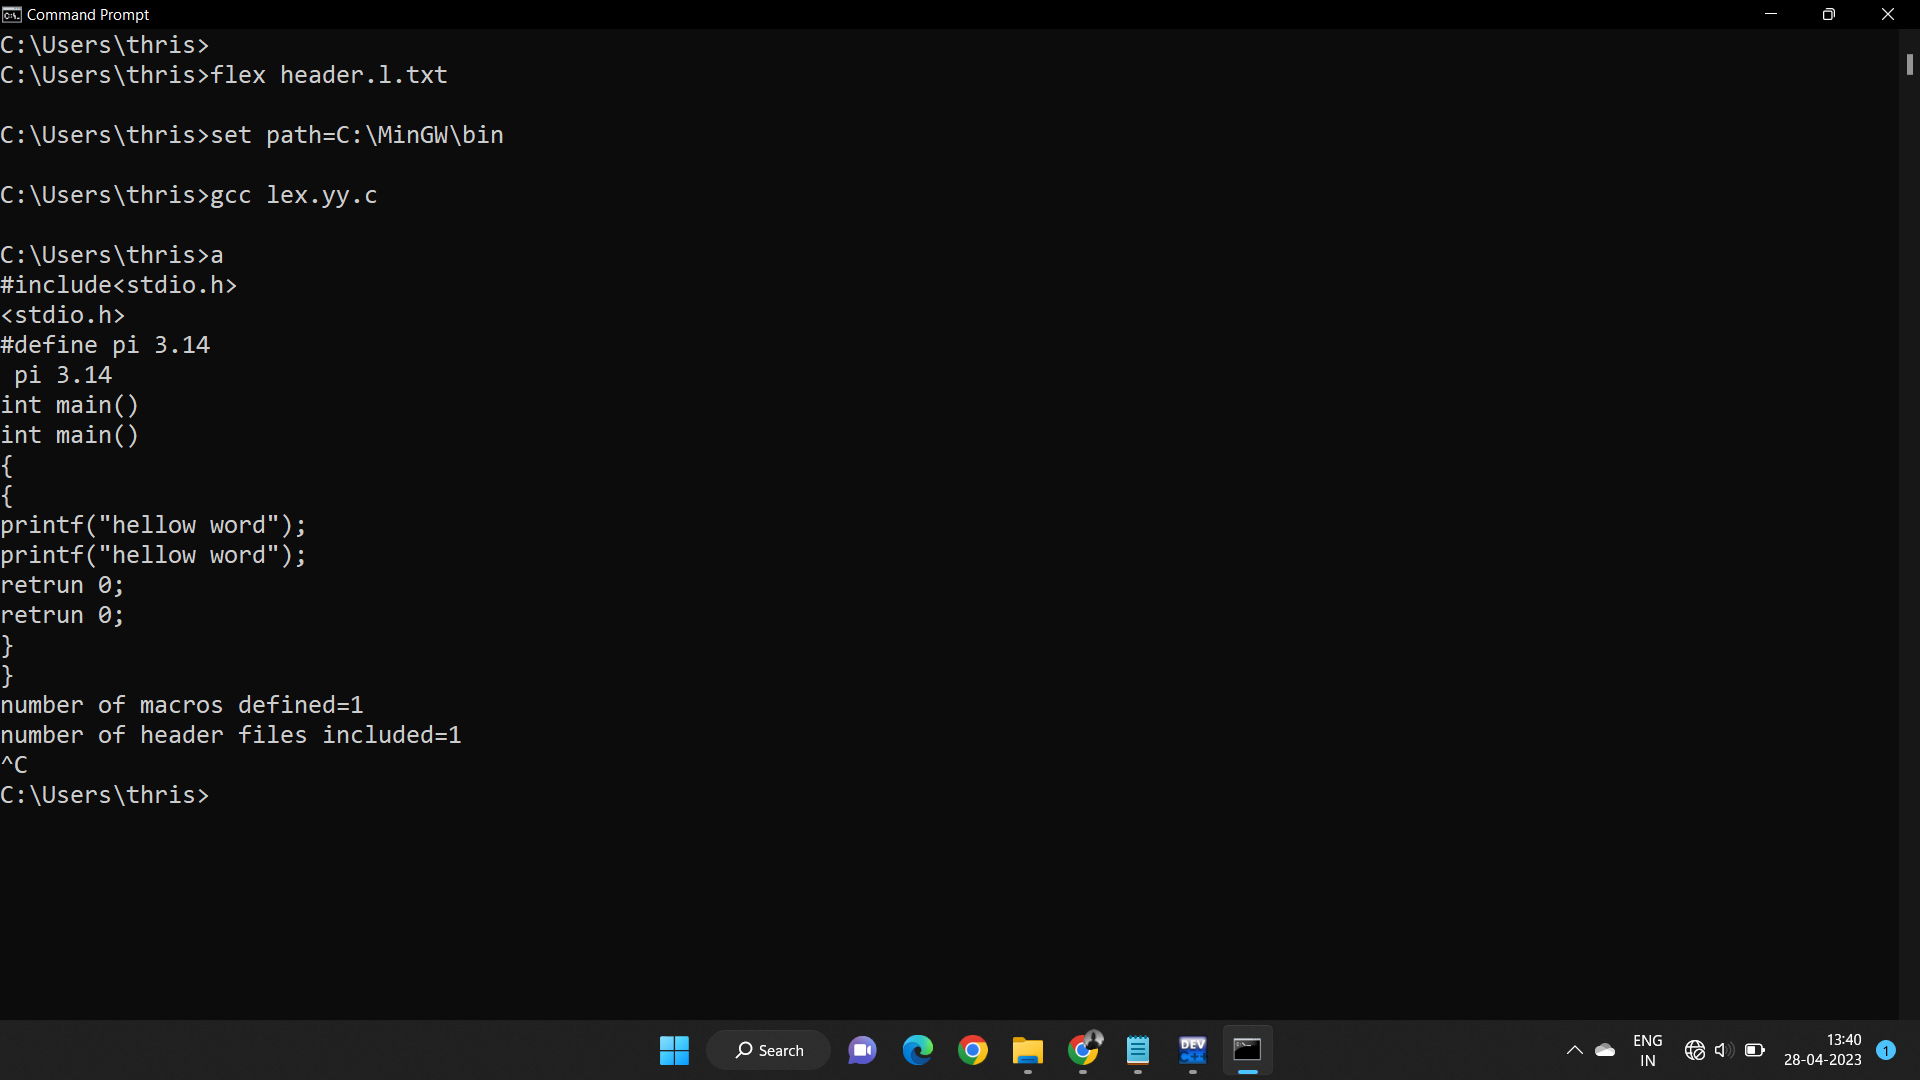 Command Prompt
C:\Users\thris>
C:\Users\thris>flex header.l.txt
C:\Users\thris>set path=C:\MinGW\bin
C:\Users\thris>gcc lex.yy.c
C:\Users\thris>a
#include<stdio.h>
<stdio.h>
#define pi 3.14
 pi 3.14
int main()
int main()
{
{
printf("hellow word");
printf("hellow word");
retrun 0;
retrun 0;
}
}
number of macros defined=1
number of header files included=1
^C
C:\Users\thris>
Search
DEV
C++
ENG
IN
13:40
28-04-2023
1